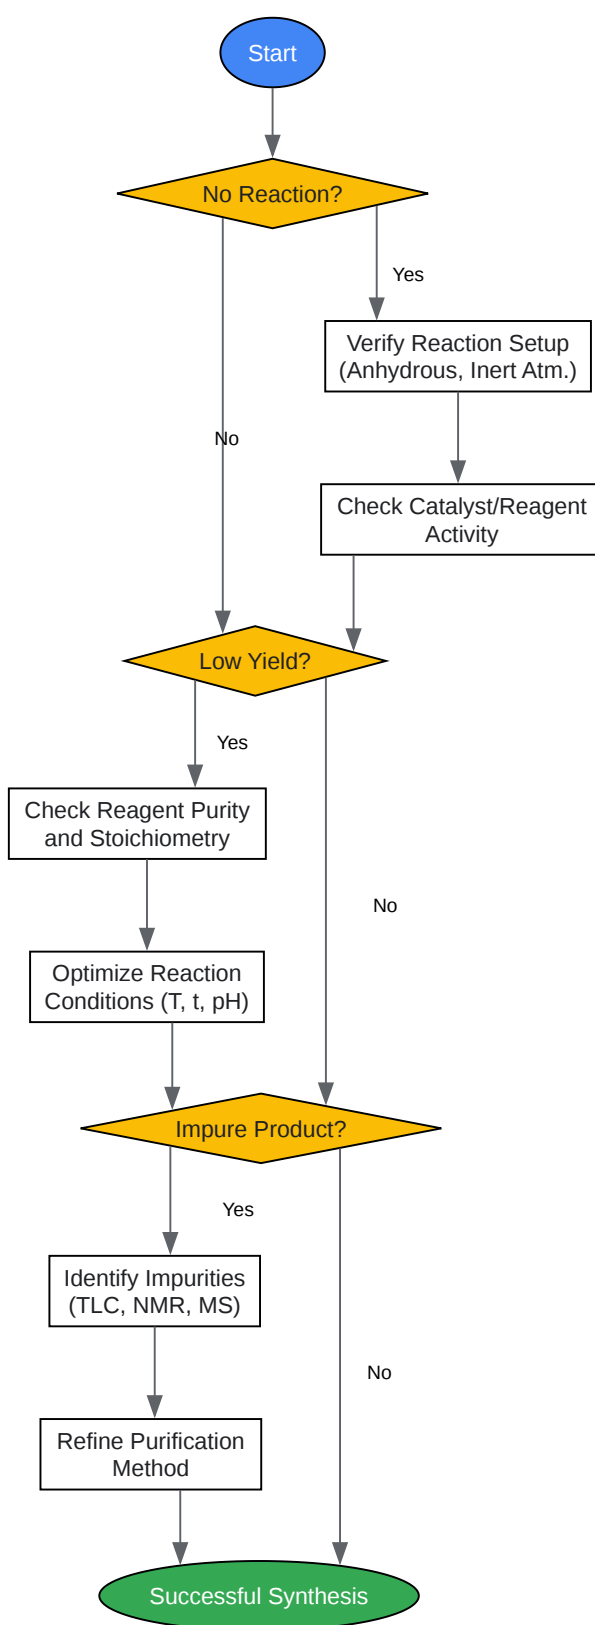 Start
No Reaction?
Yes
Verify Reaction Setup
(Anhydrous, Inert Atm.)
No
Check Catalyst/Reagent
Activity
Low Yield?
Yes
Check Reagent Purity
and Stoichiometry
No
Optimize Reaction
Conditions (T, t, pH)
Impure Product?
Yes
Identify Impurities
(TLC, NMR, MS)
No
Refine Purification
Method
Successful Synthesis